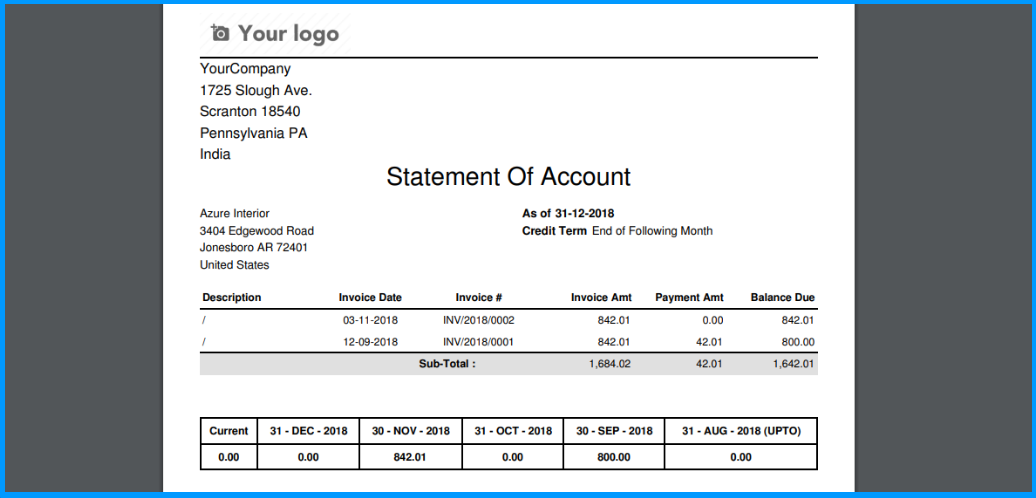 Your logo
YourCompany
1725 Slough Ave.
Scranton 18540
Pennsylvania PA
India
Statement Of Account
Azure Interior
3404 Edgewood Road
Jonesboro AR 72401
United States
As of 31-12-2018
Credit Term End of Following Month
Description Invoice Date Invoice # Invoice Amt Payment Amt Balance Due
/ 03-11-2018 INV/2018/0002 842.01 0.00 842.01
/ 12-09-2018 INV/2018/0001 842.01 42.01 800.00
Sub-Total : 1,684.02 42.01 1,642.01
Current 31 - DEC - 2018 30 - NOV - 2018 31 - OCT - 2018 30 - SEP - 2018 31 - AUG - 2018 (UPTO)
0.00 0.00 842.01 0.00 800.00 0.00